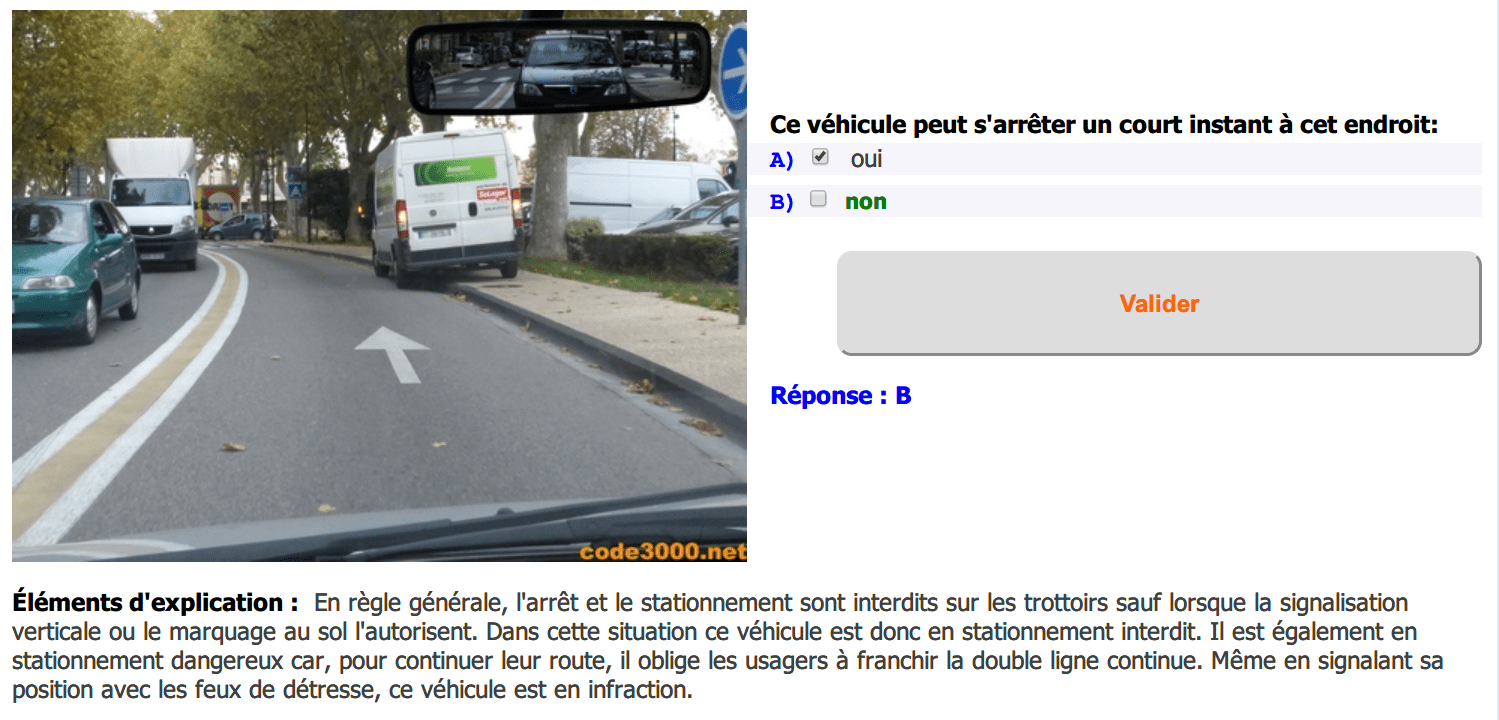 Ce véhicule peut s'arrêter un court instant à cet endroit:
A) oui
B) non
Valider
Réponse : B
SeLoger
code3000.net
Éléments d'explication : En règle générale, l'arrêt et le stationnement sont interdits sur les trottoirs sauf lorsque la signalisation
verticale ou le marquage au sol l'autorisent. Dans cette situation ce véhicule est donc en stationnement interdit. Il est également en
stationnement dangereux car, pour continuer leur route, il oblige les usagers à franchir la double ligne continue. Même en signalant sa
position avec les feux de détresse, ce véhicule est en infraction.